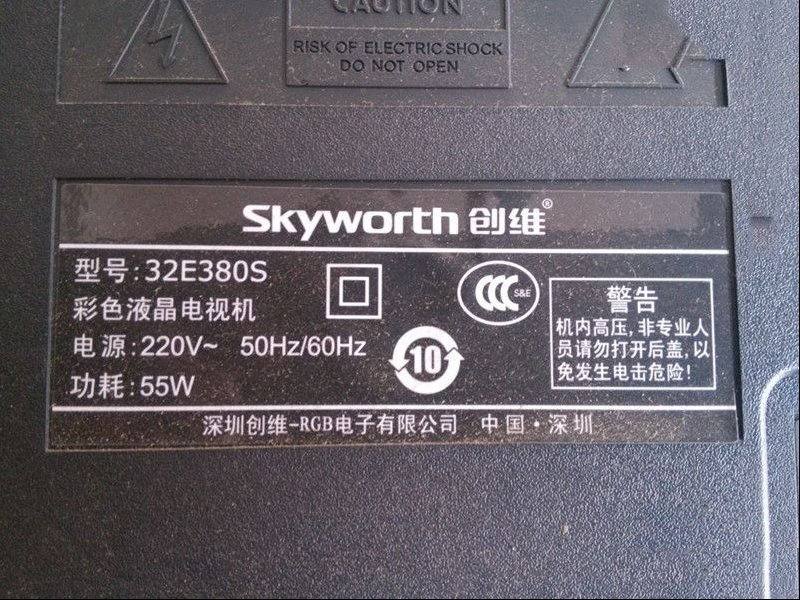 CAUTION
RISK OF ELECTRIC SHOCK
DO NOT OPEN
Skyworth 创维®
型号:32E380S
彩色液晶电视机
电源:220V~ 50Hz/60Hz
功耗:55W
CCC S&E
10
警告
机内高压,非专业人
员请勿打开后盖,以
免发生电击危险!
深圳创维-RGB电子有限公司 中国·深圳